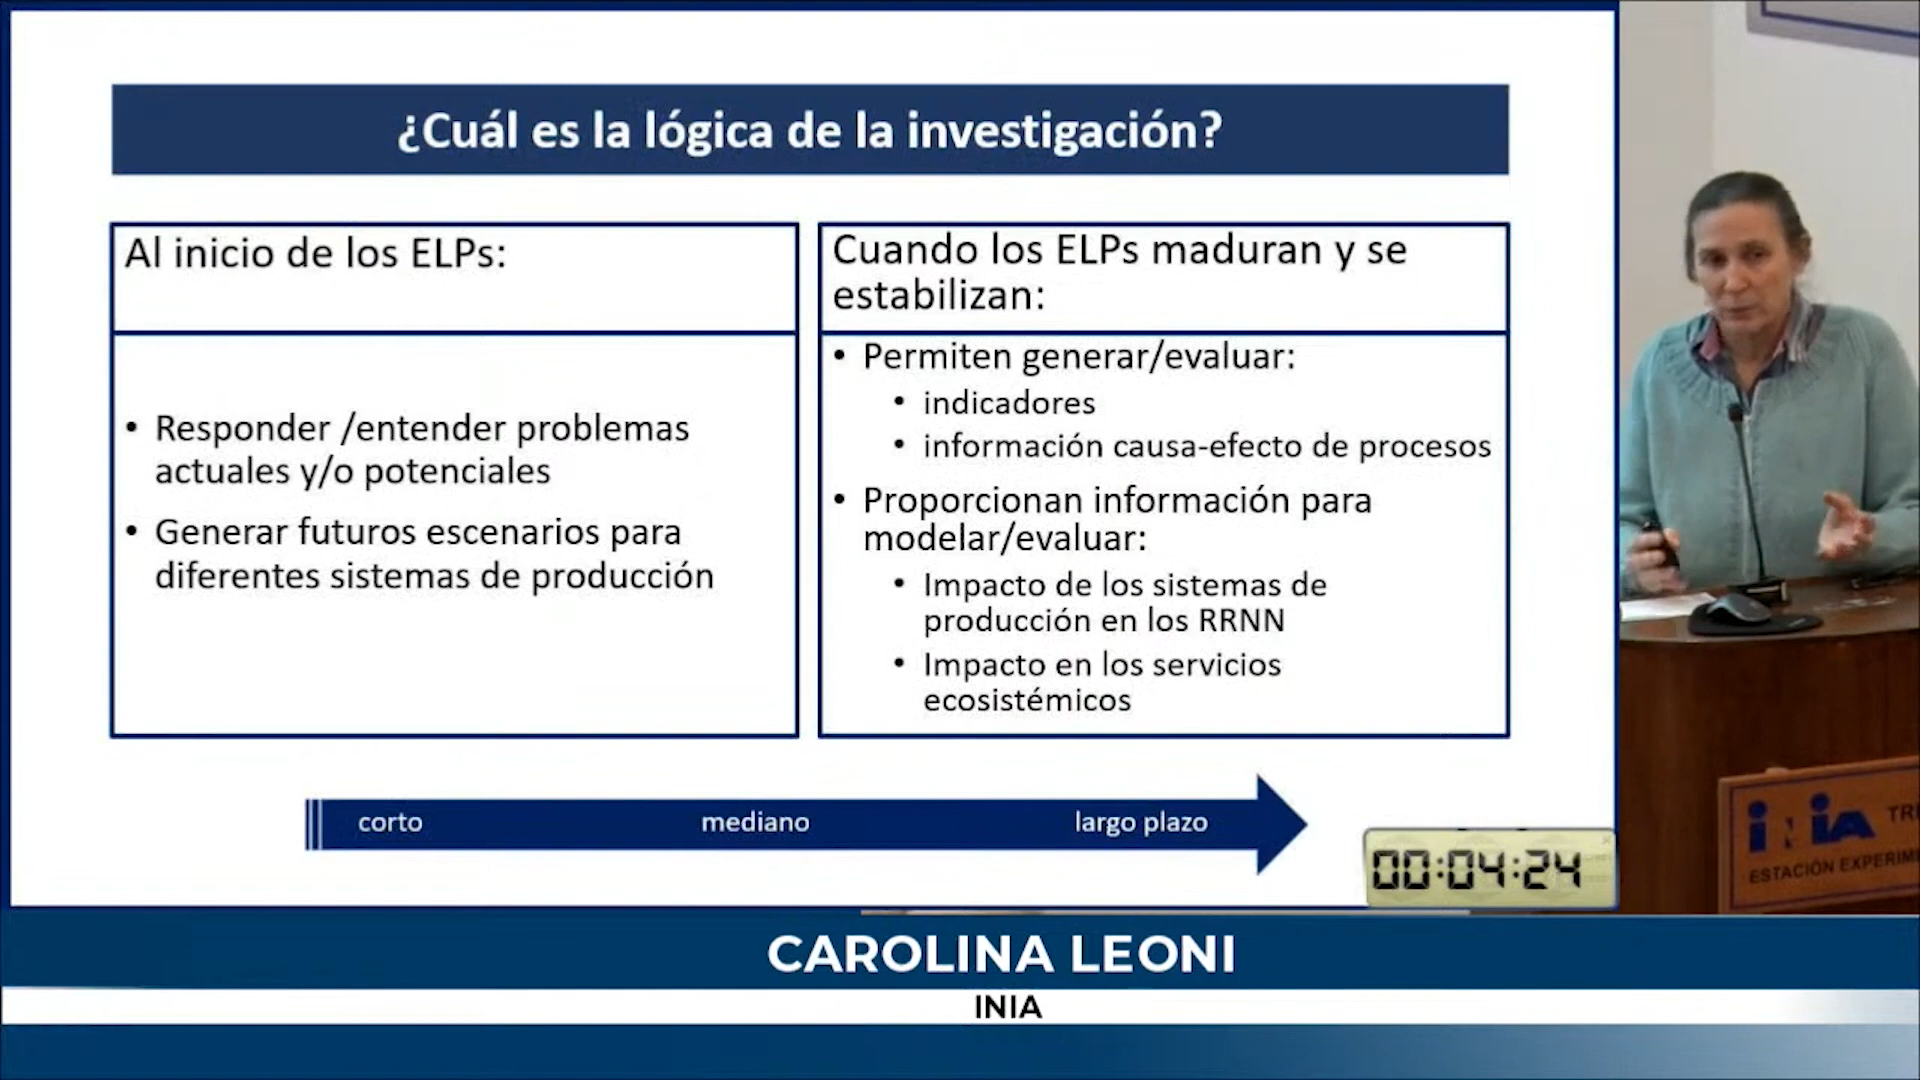 ¿Cuál es la lógica de la investigación?
Al inicio de los ELPs:
• Responder /entender problemas
actuales y/o potenciales
• Generar futuros escenarios para
diferentes sistemas de producción
Cuando los ELPs maduran y se
estabilizan:
• Permiten generar/evaluar:
• indicadores
• información causa-efecto de procesos
• Proporcionan información para
modelar/evaluar:
• Impacto de los sistemas de
producción en los RRNN
• Impacto en los servicios
ecosistémicos
corto mediano largo plazo
00:04:24
INIA
ESTACIÓN
CAROLINA LEONI
INIA